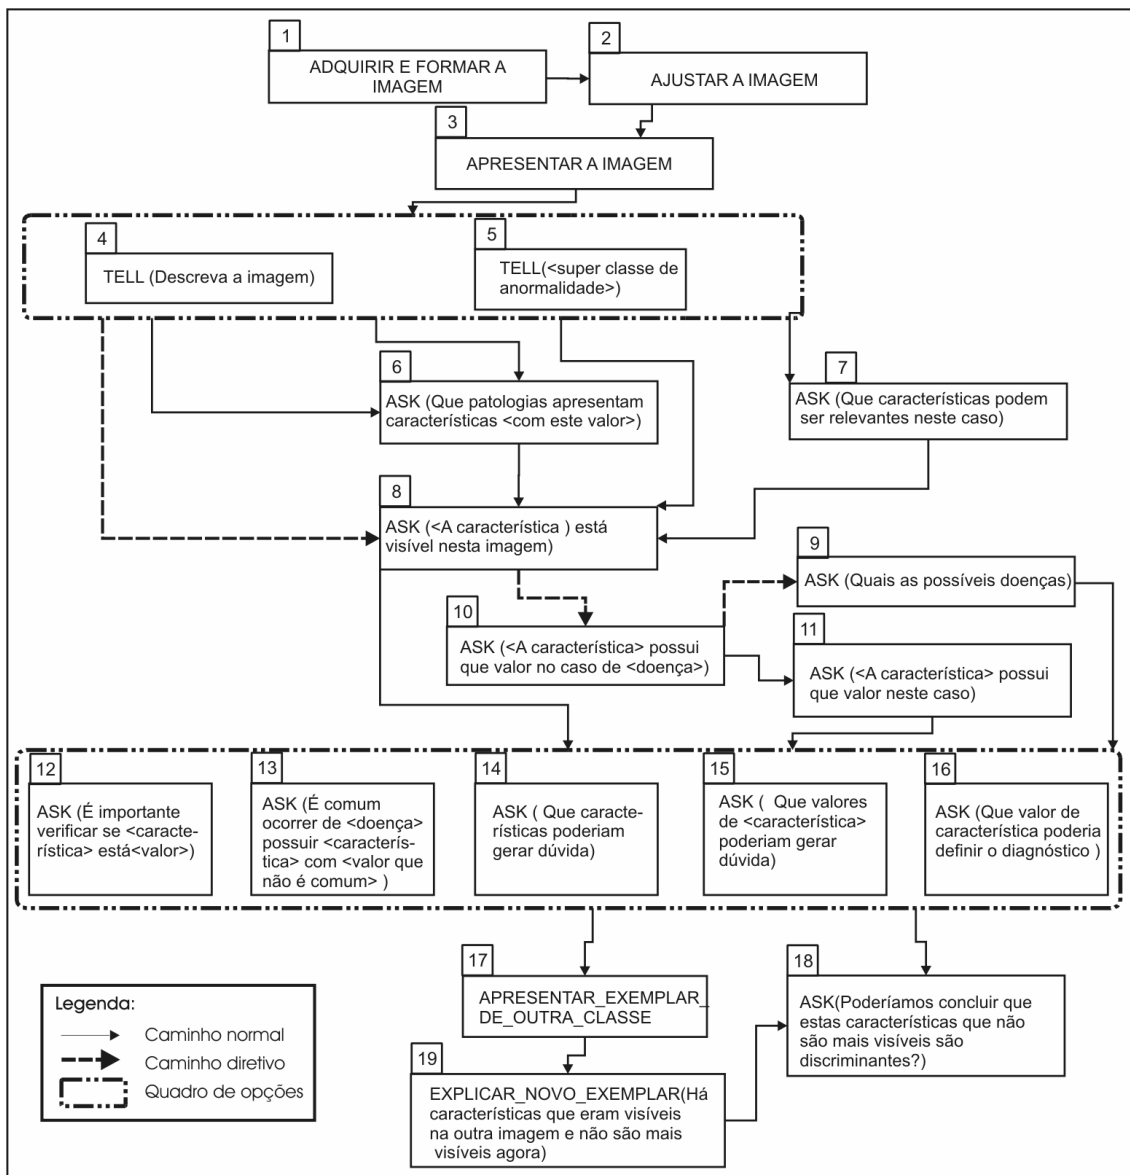 1
ADQUIRIR E FORMAR A
IMAGEM
2
AJUSTAR A IMAGEM
3
APRESENTAR A IMAGEM
4
TELL (Descreva a imagem)
5
TELL(<super classe de
anormalidade>)
6
ASK (Que patologias apresentam
características <com este valor>)
7
ASK (Que características podem
ser relevantes neste caso)
8
ASK (<A característica ) está
visível nesta imagem)
9
ASK (Quais as possíveis doenças)
10
ASK (<A característica> possui
que valor no caso de <doença>)
11
ASK (<A característica> possui
que valor neste caso)
12
ASK (É importante
verificar se <caracte-
rística> está<valor>)
13
ASK (É comum
ocorrer de <doença>
possuir <caracterís-
tica> com <valor que
não é comum> )
14
ASK ( Que caracte-
rísticas poderiam
gerar dúvida)
15
ASK ( Que valores
de <característica>
poderiam gerar
dúvida)
16
ASK (Que valor de
característica poderia
definir o diagnóstico )
17
APRESENTAR_EXEMPLAR_
DE_OUTRA_CLASSE
18
ASK(Poderíamos concluir que
estas características que não
são mais visíveis são
discriminantes?)
19
EXPLICAR_NOVO_EXEMPLAR(Há
características que eram visíveis
na outra imagem e não são mais
visíveis agora)
Legenda:
Caminho normal
Caminho diretivo
Quadro de opções